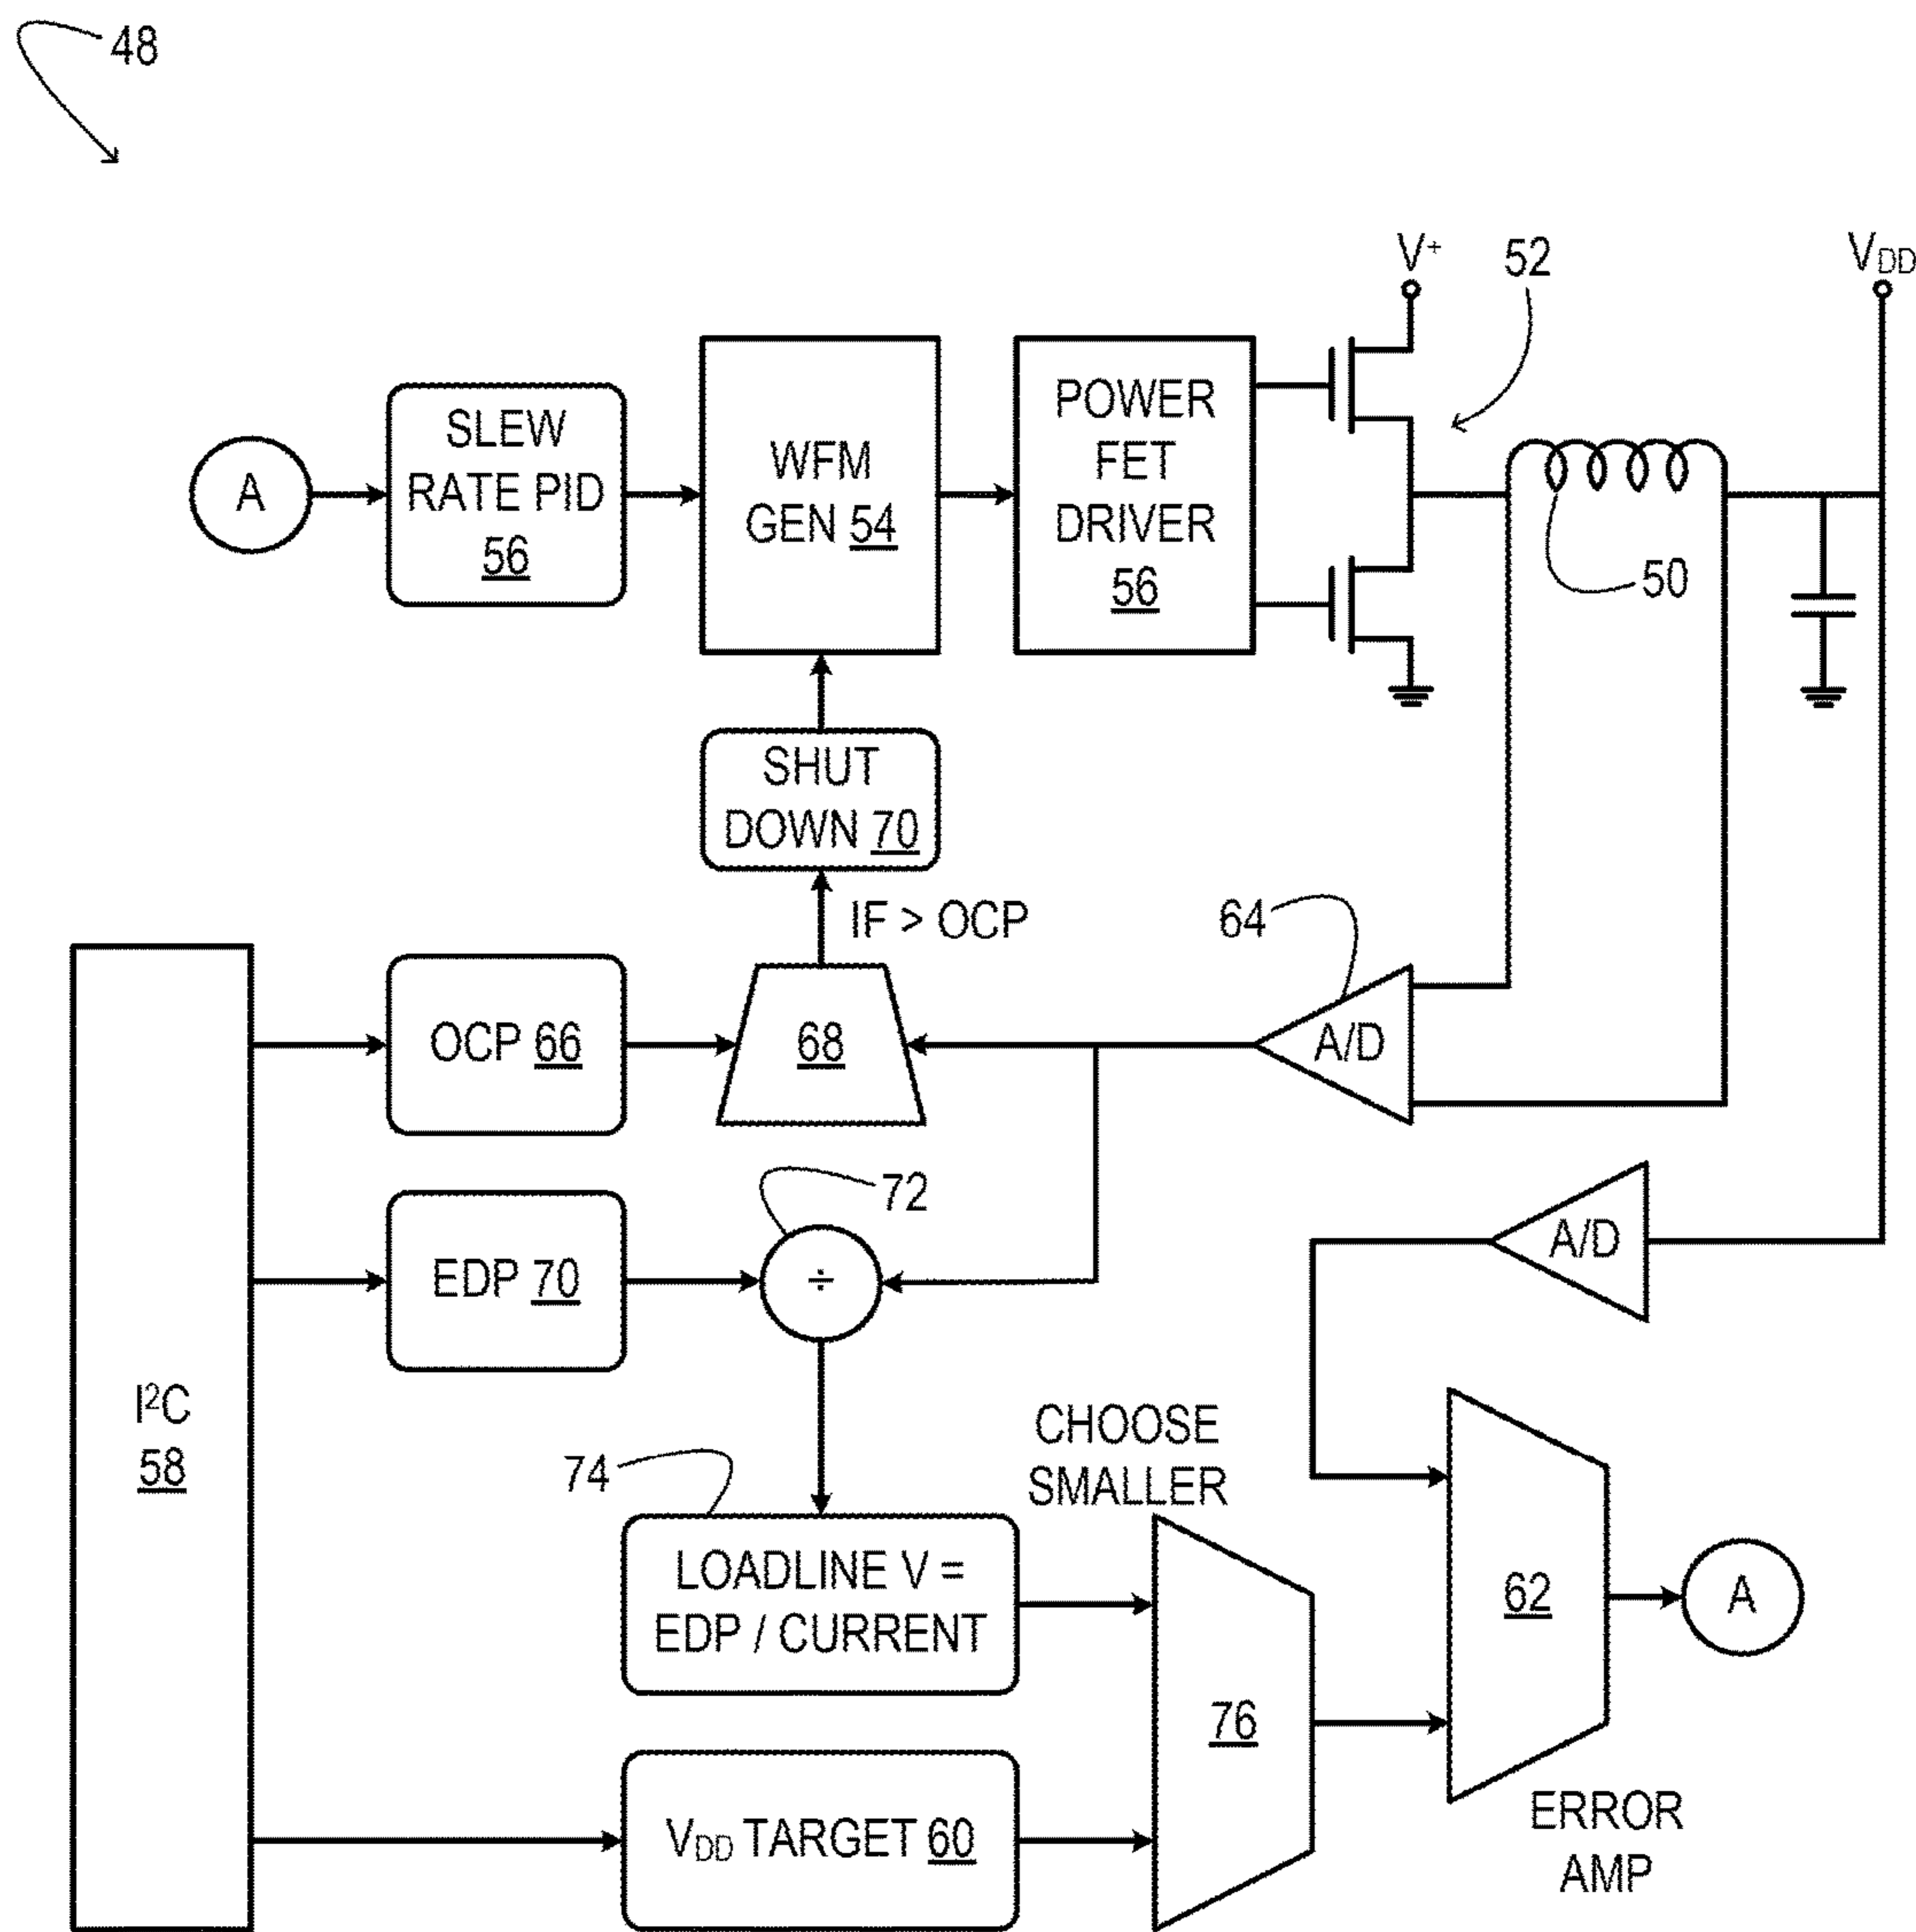 48
V+
52
VDD
A
SLEW
RATE PID
56
WFM
GEN 54
POWER
FET
DRIVER
56
50
SHUT
DOWN 70
IF > OCP
64
OCP 66
68
A/D
72
EDP 70
÷
A/D
I²C
58
74
CHOOSE
SMALLER
LOADLINE V =
EDP / CURRENT
62
A
76
VDD TARGET 60
ERROR
AMP